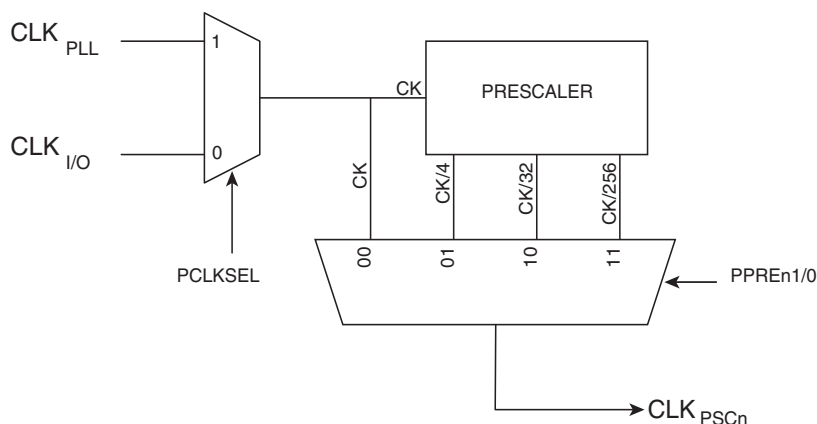 CLK PLL
1
CK
PRESCALER
CLK I/O
0
CK
CK/4
CK/32
CK/256
00
01
10
11
PCLKSEL
PPREn1/0
CLK PSCn